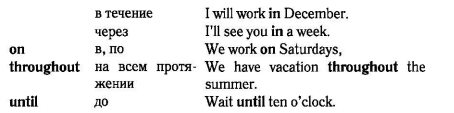 в течение I will work in December.
через I'll see you in a week.
on в, по We work on Saturdays,
throughout на всем протя- We have vacation throughout the
жении summer.
until до Wait until ten o'clock.